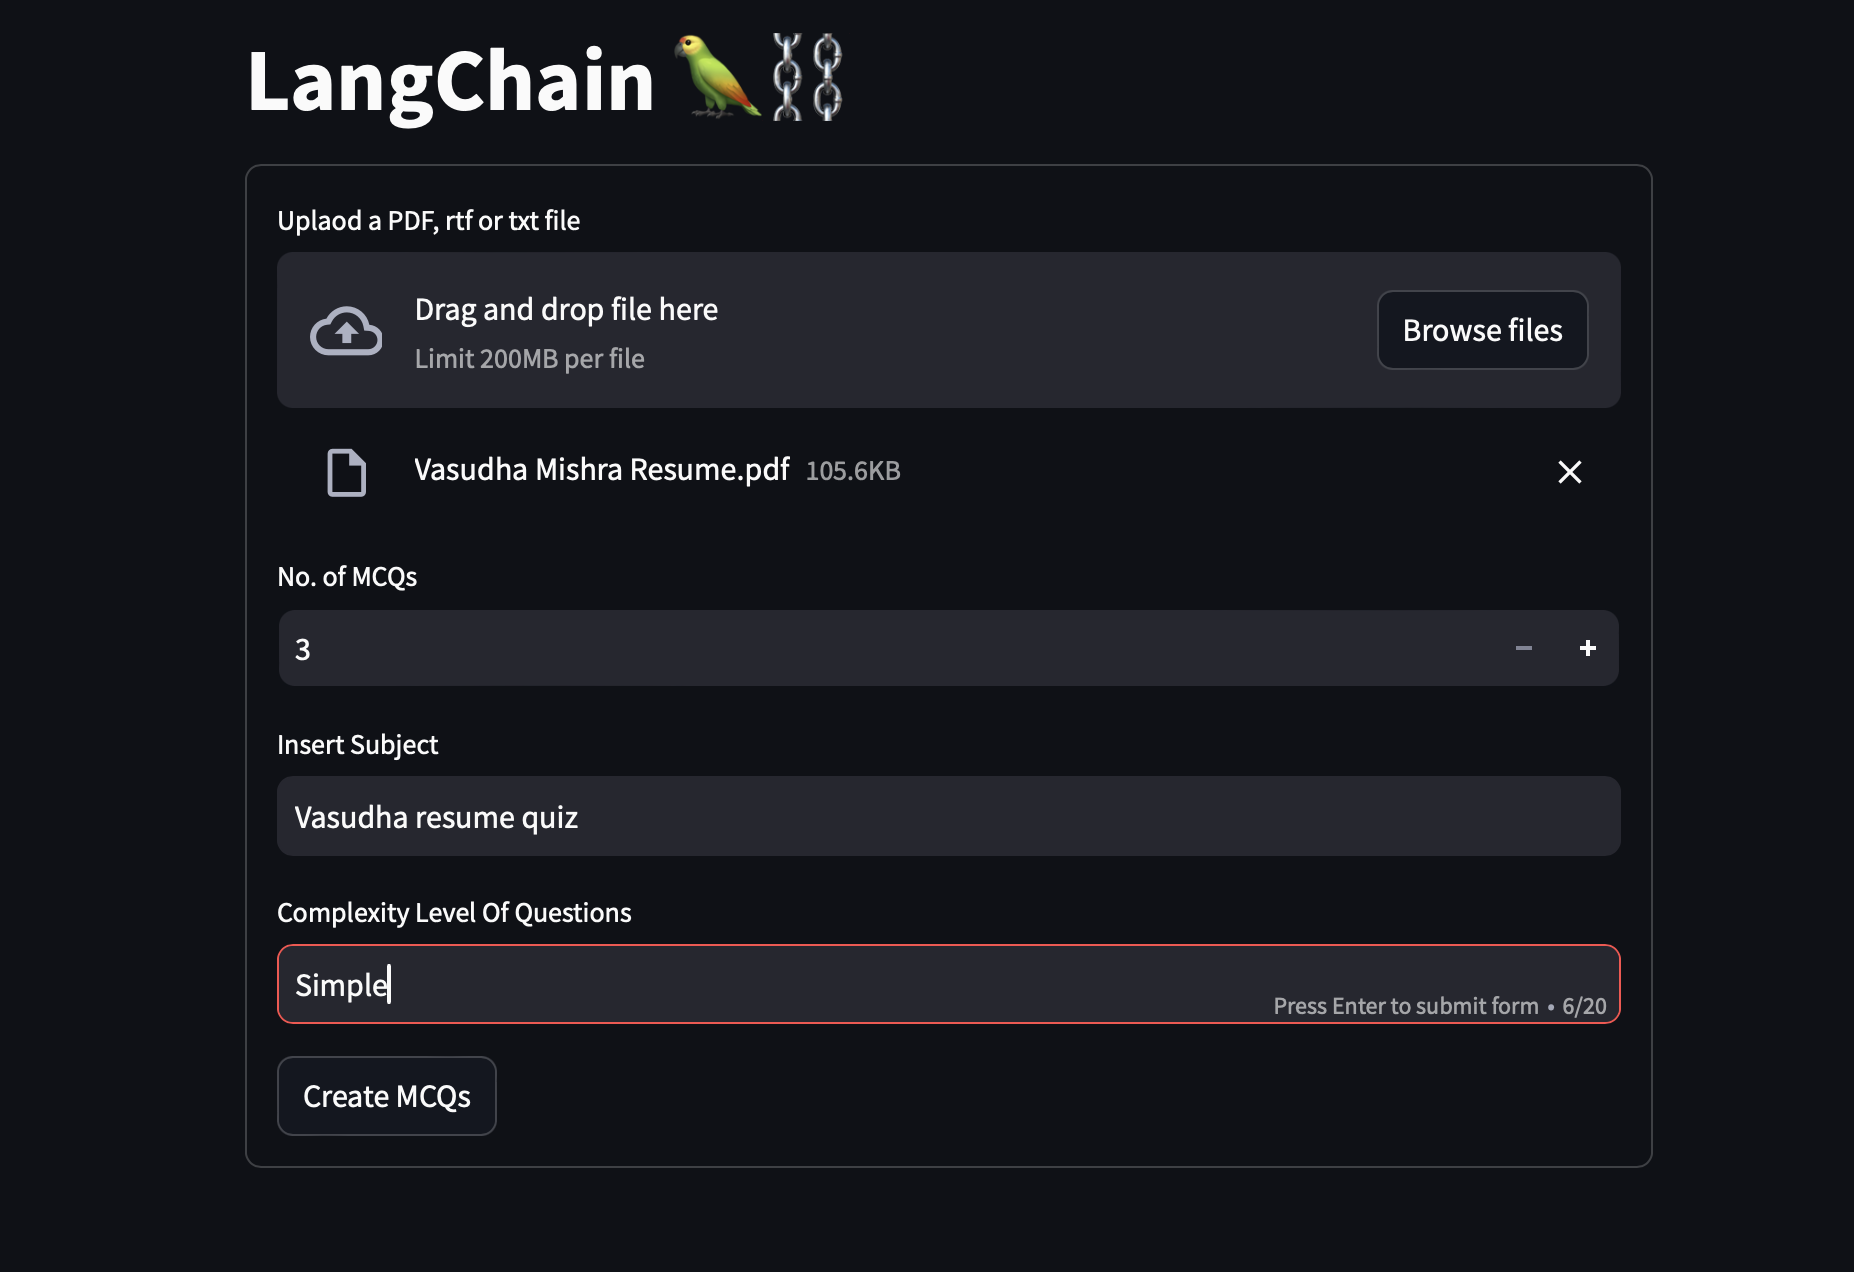 LangChain 🦜⛓️
Uplaod a PDF, rtf or txt file
Drag and drop file here
Limit 200MB per file
Browse files
Vasudha Mishra Resume.pdf 105.6KB
No. of MCQs
3
Insert Subject
Vasudha resume quiz
Complexity Level Of Questions
Simple
Press Enter to submit form • 6/20
Create MCQs